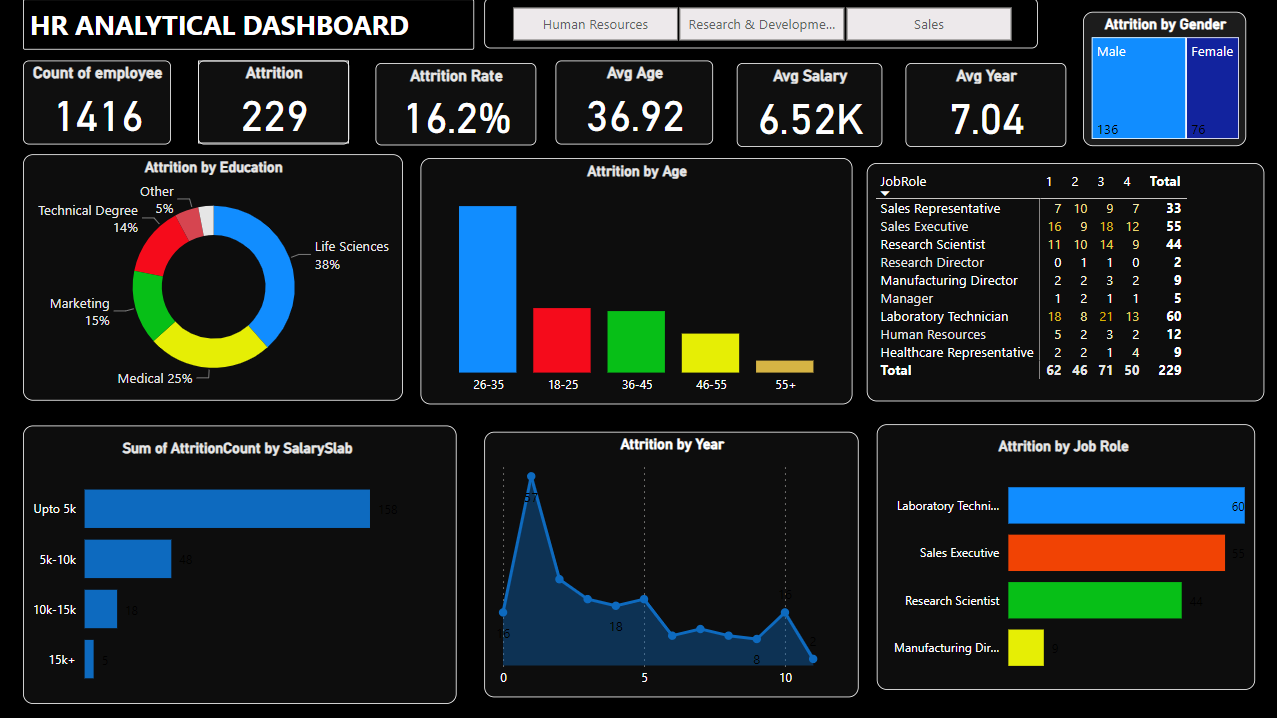 HR ANALYTICAL DASHBOARD
Human Resources
Research & Developme...
Sales
Attrition by Gender
Male
Female
136
76
Count of employee
1416
Attrition
229
Attrition Rate
16.2%
Avg Age
36.92
Avg Salary
6.52K
Avg Year
7.04
Attrition by Education
Other
5%
Technical Degree
14%
Life Sciences
38%
Marketing
15%
Medical 25%
Attrition by Age
26-35
18-25
36-45
46-55
55+
JobRole 1 2 3 4 Total
Sales Representative 7 10 9 7 33
Sales Executive 16 9 18 12 55
Research Scientist 11 10 14 9 44
Research Director 0 1 1 0 2
Manufacturing Director 2 2 3 2 9
Manager 1 2 1 1 5
Laboratory Technician 18 8 21 13 60
Human Resources 5 2 3 2 12
Healthcare Representative 2 2 1 4 9
Total 62 46 71 50 229
Sum of AttritionCount by SalarySlab
Upto 5k 158
5k-10k 48
10k-15k 18
15k+ 5
Attrition by Year
57
18
8
2
0
5
10
Attrition by Job Role
Laboratory Techni... 60
Sales Executive 55
Research Scientist 44
Manufacturing Dir... 9